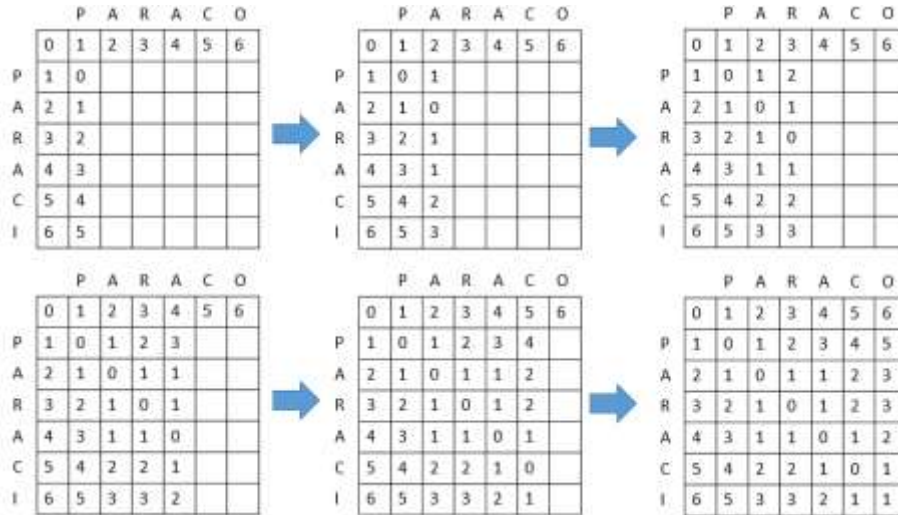 P A R A C O
0 1 2 3 4 5 6
P 1 0
A 2 1
R 3 2
A 4 3
C 5 4
I 6 5
P A R A C O
0 1 2 3 4 5 6
P 1 0 1
A 2 1 0
R 3 2 1
A 4 3 1
C 5 4 2
I 6 5 3
P A R A C O
0 1 2 3 4 5 6
P 1 0 1 2
A 2 1 0 1
R 3 2 1 0
A 4 3 1 1
C 5 4 2 2
I 6 5 3 3
P A R A C O
0 1 2 3 4 5 6
P 1 0 1 2 3
A 2 1 0 1 1
R 3 2 1 0 1
A 4 3 1 1 0
C 5 4 2 2 1
I 6 5 3 3 2
P A R A C O
0 1 2 3 4 5 6
P 1 0 1 2 3 4
A 2 1 0 1 1 2
R 3 2 1 0 1 2
A 4 3 1 1 0 1
C 5 4 2 2 1 0
I 6 5 3 3 2 1
P A R A C O
0 1 2 3 4 5 6
P 1 0 1 2 3 4 5
A 2 1 0 1 1 2 3
R 3 2 1 0 1 2 3
A 4 3 1 1 0 1 2
C 5 4 2 2 1 0 1
I 6 5 3 3 2 1 1